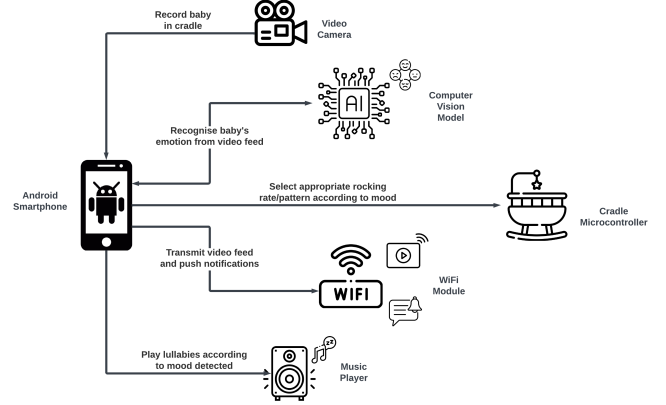 Record baby
in cradle
Video
Camera
AI
Computer
Vision
Model
Recognise baby's
emotion from video feed
Android
Smartphone
Select appropriate rocking
rate/pattern according to mood
Cradle
Microcontroller
Transmit video feed
and push notifications
WIFI
WiFi
Module
Play lullabies according
to mood detected
zz
Music
Player